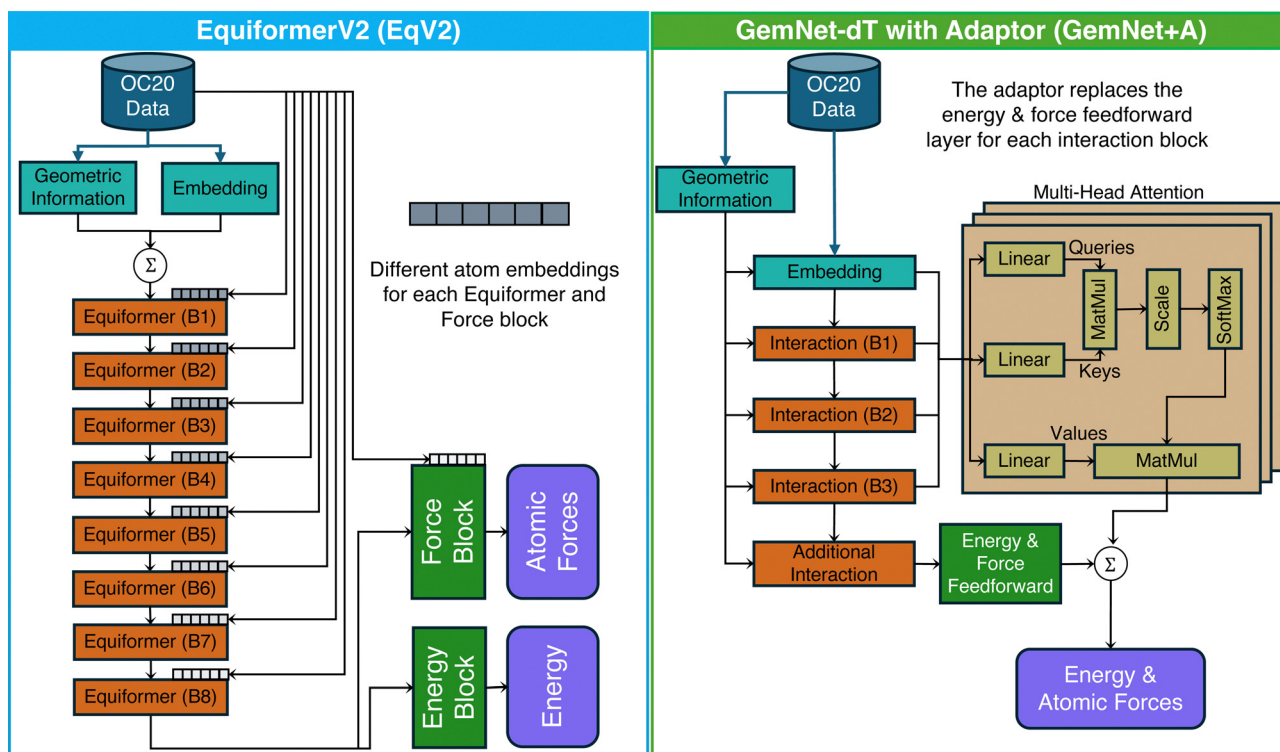 EquiformerV2 (EqV2)
OC20
Data
Geometric
Information
Embedding
Σ
Different atom embeddings
for each Equiformer and
Force block
Equiformer (B1)
Equiformer (B2)
Equiformer (B3)
Equiformer (B4)
Equiformer (B5)
Equiformer (B6)
Equiformer (B7)
Equiformer (B8)
Force
Block
Atomic
Forces
Energy
Block
Energy
GemNet-dT with Adaptor (GemNet+A)
OC20
Data
The adaptor replaces the
energy & force feedforward
layer for each interaction block
Geometric
Information
Embedding
Interaction (B1)
Interaction (B2)
Interaction (B3)
Additional
Interaction
Multi-Head Attention
Linear
Queries
MatMul
Scale
SoftMax
Linear
Keys
Values
Linear
MatMul
Energy &
Force
Feedforward
Σ
Energy &
Atomic Forces